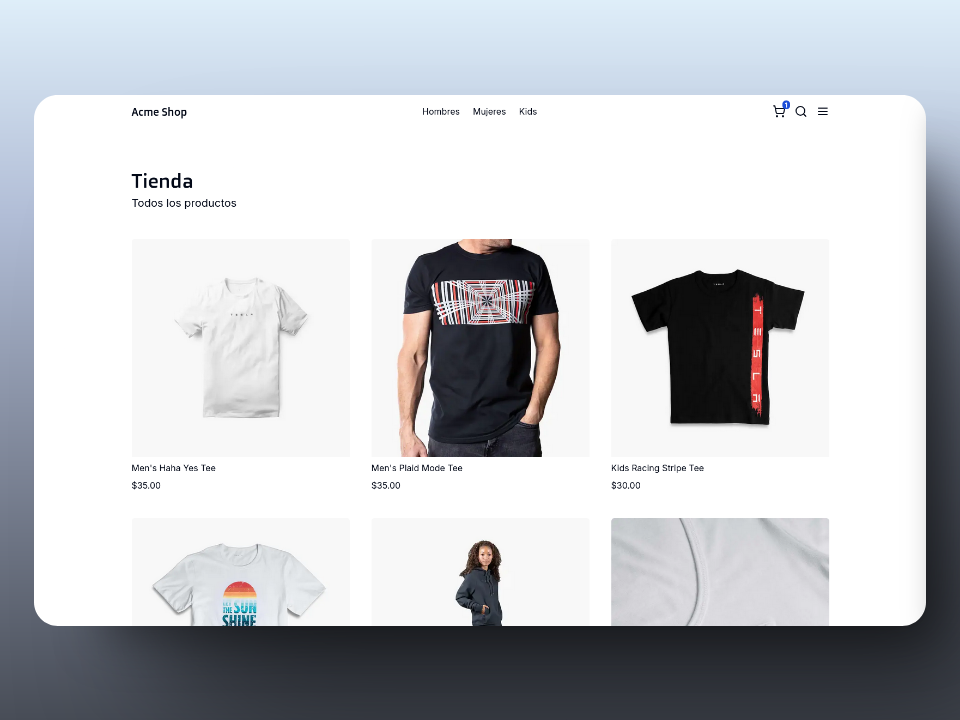 Acme Shop
Hombres Mujeres Kids
1
Tienda
Todos los productos
TESLA
TESLA
Men's Haha Yes Tee
$35.00
Men's Plaid Mode Tee
$35.00
Kids Racing Stripe Tee
$30.00
LET
THE SUN
SHINE